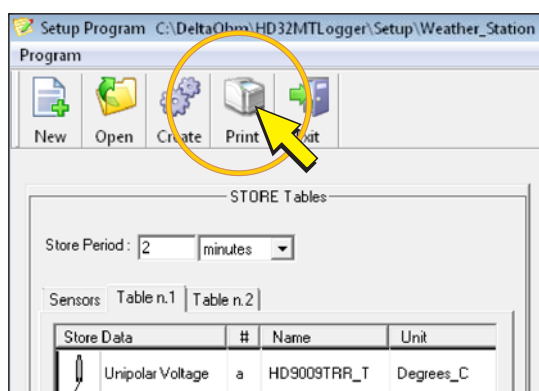 Setup Program C:\DeltaOhm\HD32MTLogger\Setup\Weather_Station
Program
New Open Create Print Exit
STORE Tables
Store Period : 2 minutes
Sensors Table n.1 Table n.2
Store Data # Name Unit
Unipolar Voltage a HD9009TRR_T Degrees_C